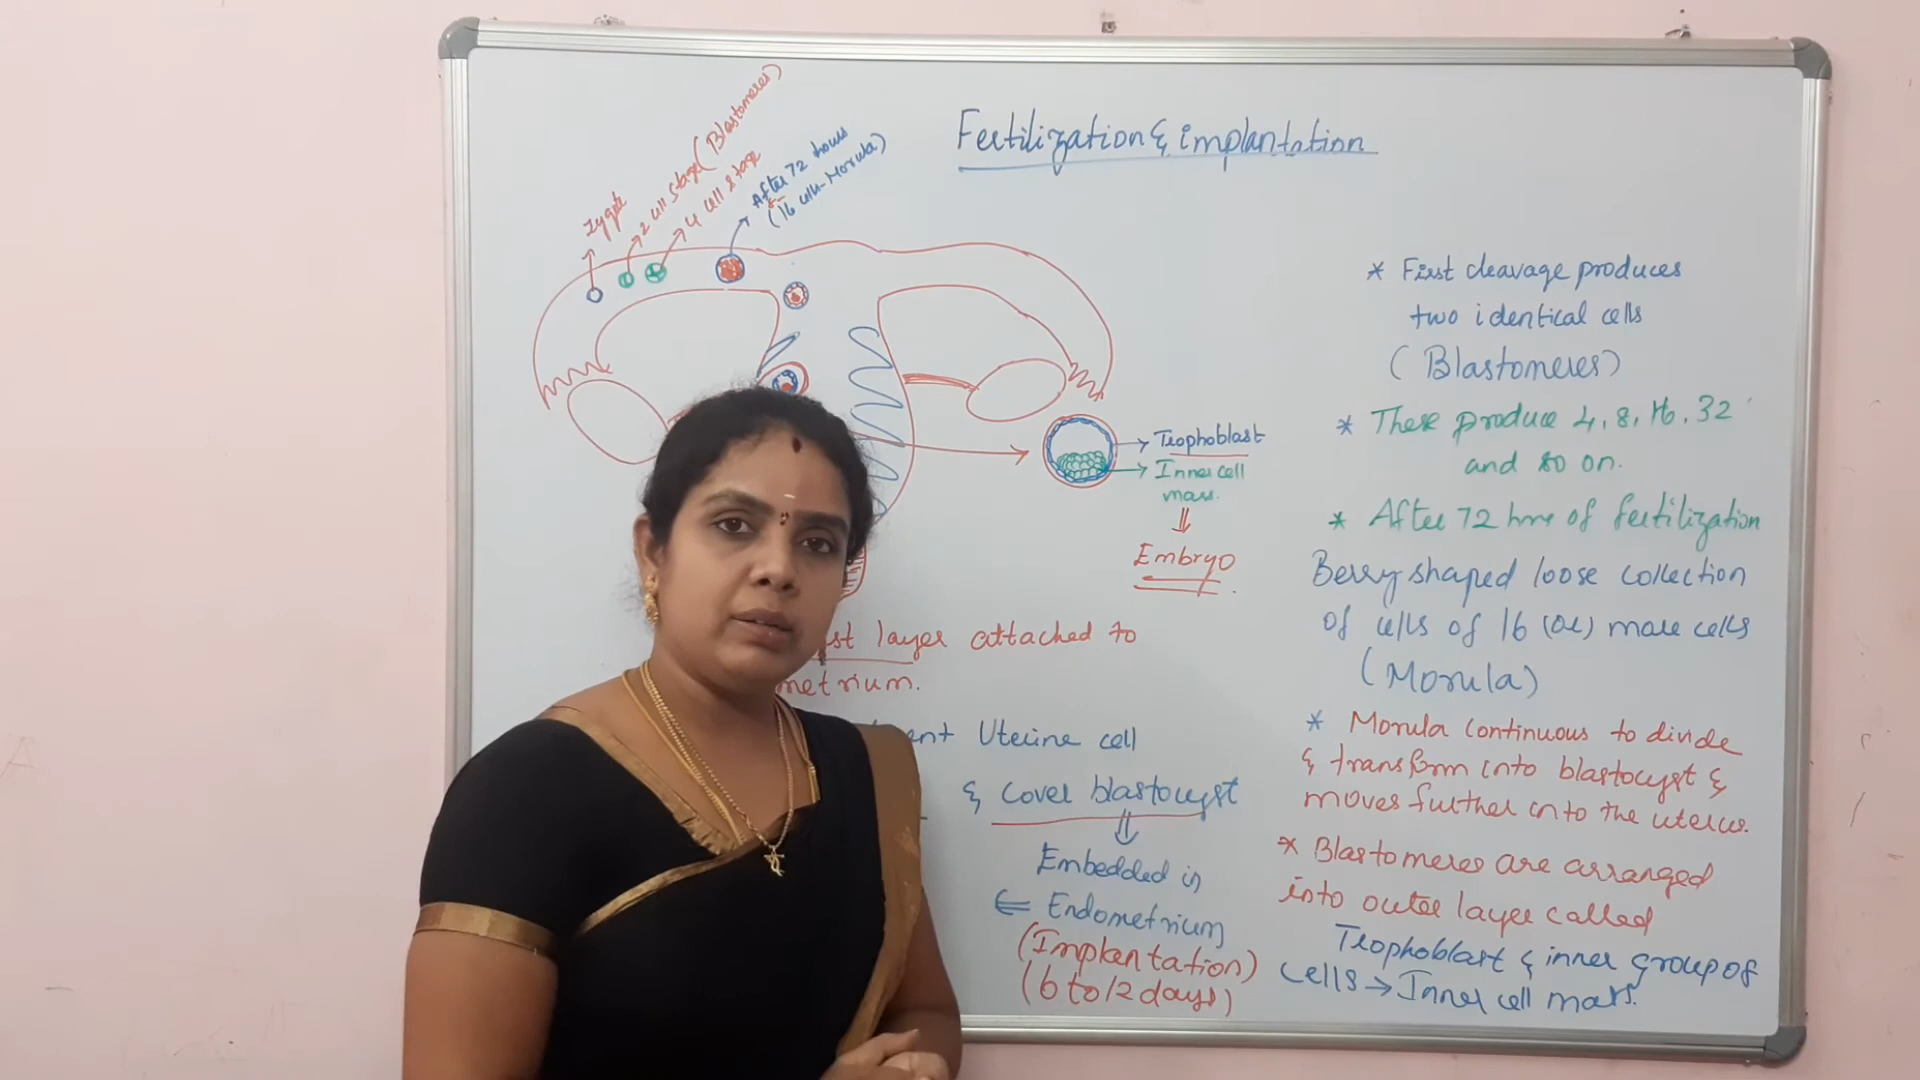 Fertilization & implantation
Zygote
2 cell stage (Blastomeres)
4 cell stage
After 72 hours
(16 cells-Morula)
* First cleavage produces
two identical cells
(Blastomeres)
* These produce 4, 8, 16, 32
and so on.
* After 72 hrs of fertilization
Berry shaped loose collection
of cells of 16 (or) more cells
(Morula)
* Morula continuous to divide
& transform into blastocyst &
moves further into the uterus.
* Blastomeres are arranged
into outer layer called
Trophoblast & inner group of
cells → Inner cell mass.
Trophoblast
Inner cell
mass.
Embryo
layer attached to
metrium.
Uterine cell
& cover blastocyst
Embedded in
Endometrium
(Implantation)
(6 to 12 days)